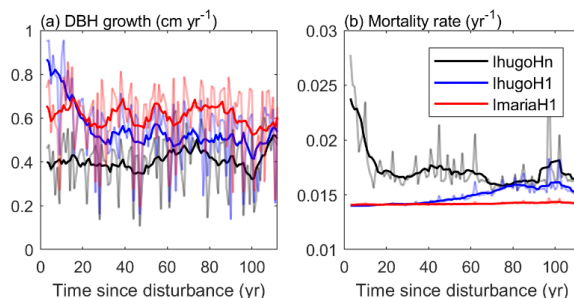 (a) DBH growth (cm yr⁻¹)
1
0.8
0.6
0.4
0.2
0
0 20 40 60 80 100
Time since disturbance (yr)
(b) Mortality rate (yr⁻¹)
0.03
0.025
0.02
0.015
0.01
0 20 40 60 80 100
Time since disturbance (yr)
IhugoHn
IhugoH1
ImariaH1